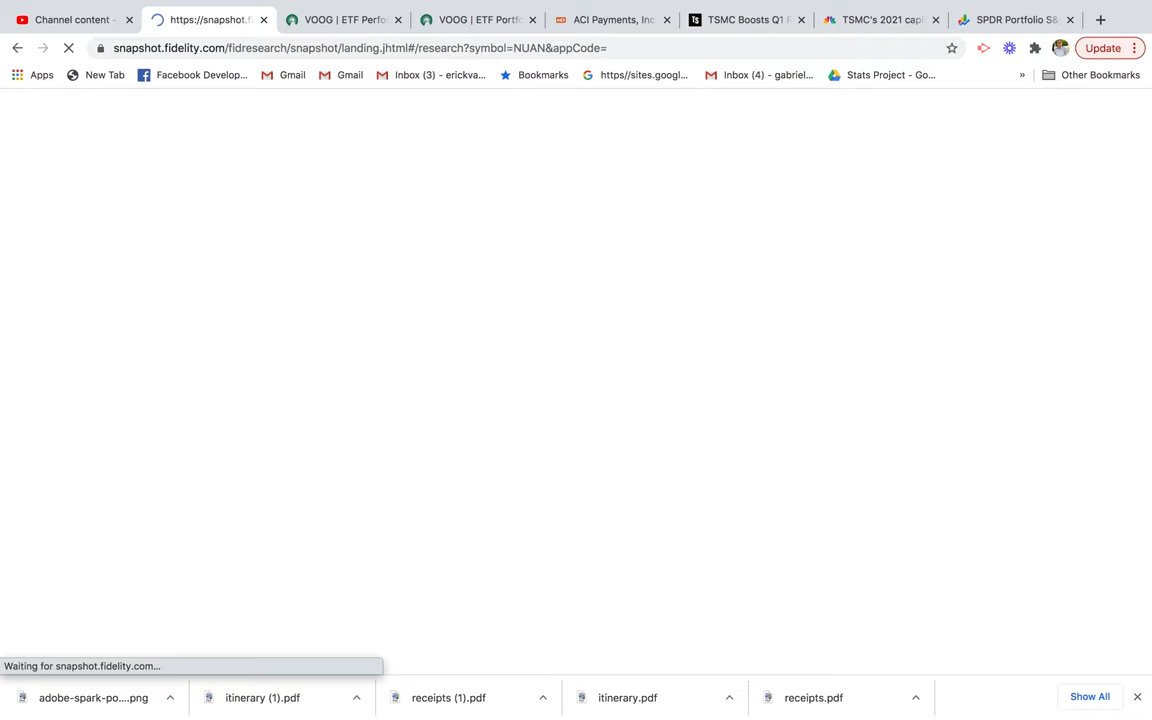 Channel content - https://snapshot.f VOOG | ETF Perfo VOOG | ETF Portfo ACI Payments, Inc TSMC Boosts Q1 TSMC's 2021 capi SPDR Portfolio S&
snapshot.fidelity.com/fidresearch/snapshot/landing.jhtml#/research?symbol=NUAN&appCode= Update
Apps New Tab Facebook Develop... Gmail Gmail Inbox (3) - erickva... Bookmarks https//sites.googl... Inbox (4) - gabriel... Stats Project - Go... » Other Bookmarks
Waiting for snapshot.fidelity.com...
adobe-spark-po....png itinerary (1).pdf receipts (1).pdf itinerary.pdf receipts.pdf Show All